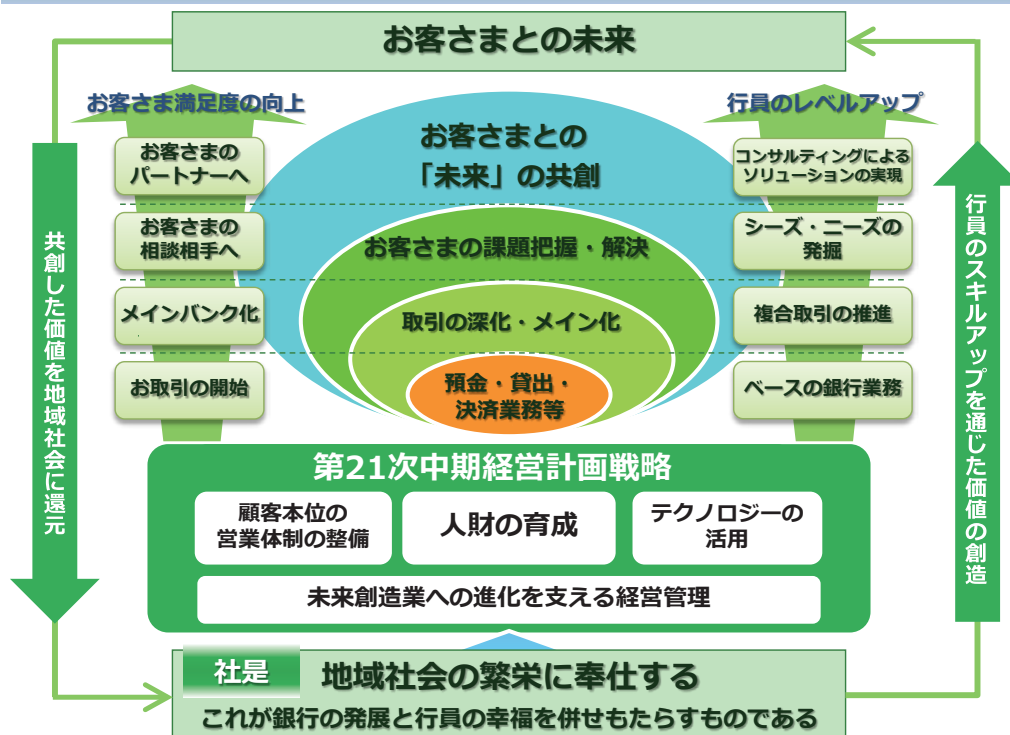 お客さまとの未来
お客さま満足度の向上
行員のレベルアップ
お客さまの
パートナーへ
お客さまとの
「未来」の共創
コンサルティングによる
ソリューションの実現
お客さまの
相談相手へ
お客さまの課題把握・解決
シーズ・ニーズの
発掘
メインバンク化
取引の深化・メイン化
複合取引の推進
お取引の開始
預金・貸出・
決済業務等
ベースの銀行業務
共創した価値を地域社会に還元
行員のスキルアップを通じた価値の創造
第21次中期経営計画戦略
顧客本位の
営業体制の整備
人財の育成
テクノロジーの
活用
未来創造業への進化を支える経営管理
社是
地域社会の繁栄に奉仕する
これが銀行の発展と行員の幸福を併せもたらすものである